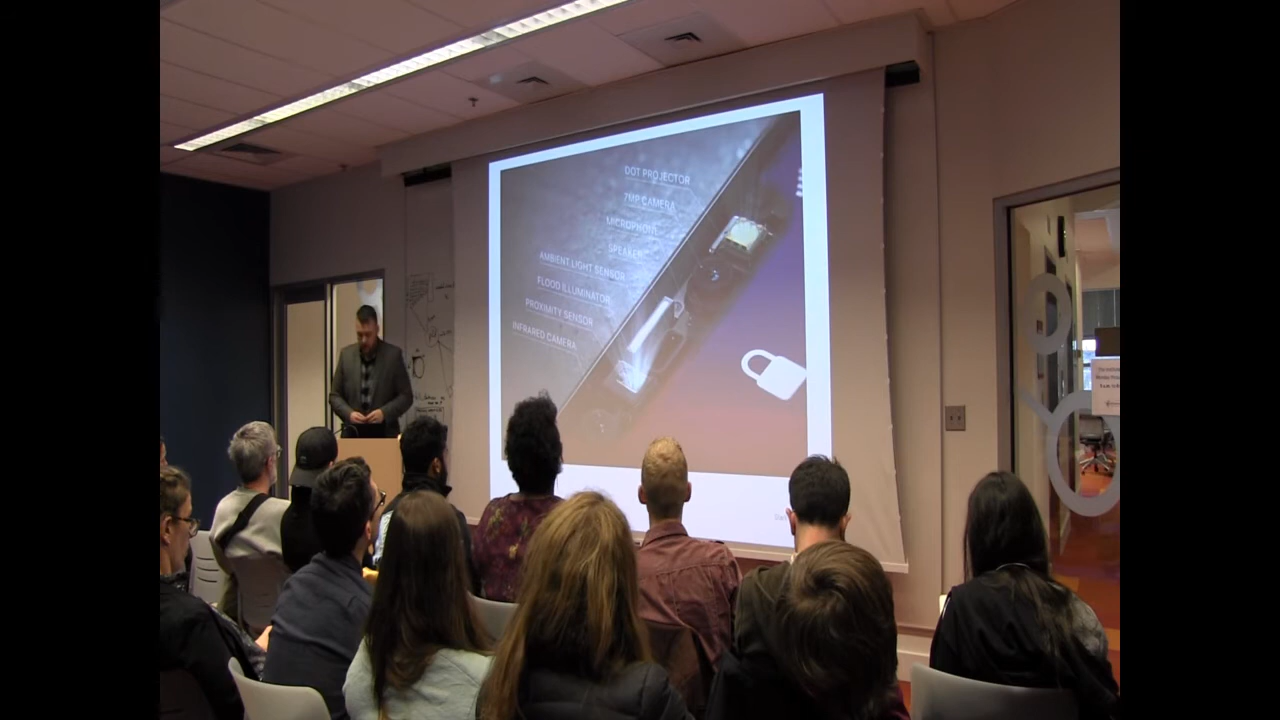 DOT PROJECTOR
7MP CAMERA
MICROPHONE
SPEAKER
AMBIENT LIGHT SENSOR
FLOOD ILLUMINATOR
PROXIMITY SENSOR
INFRARED CAMERA